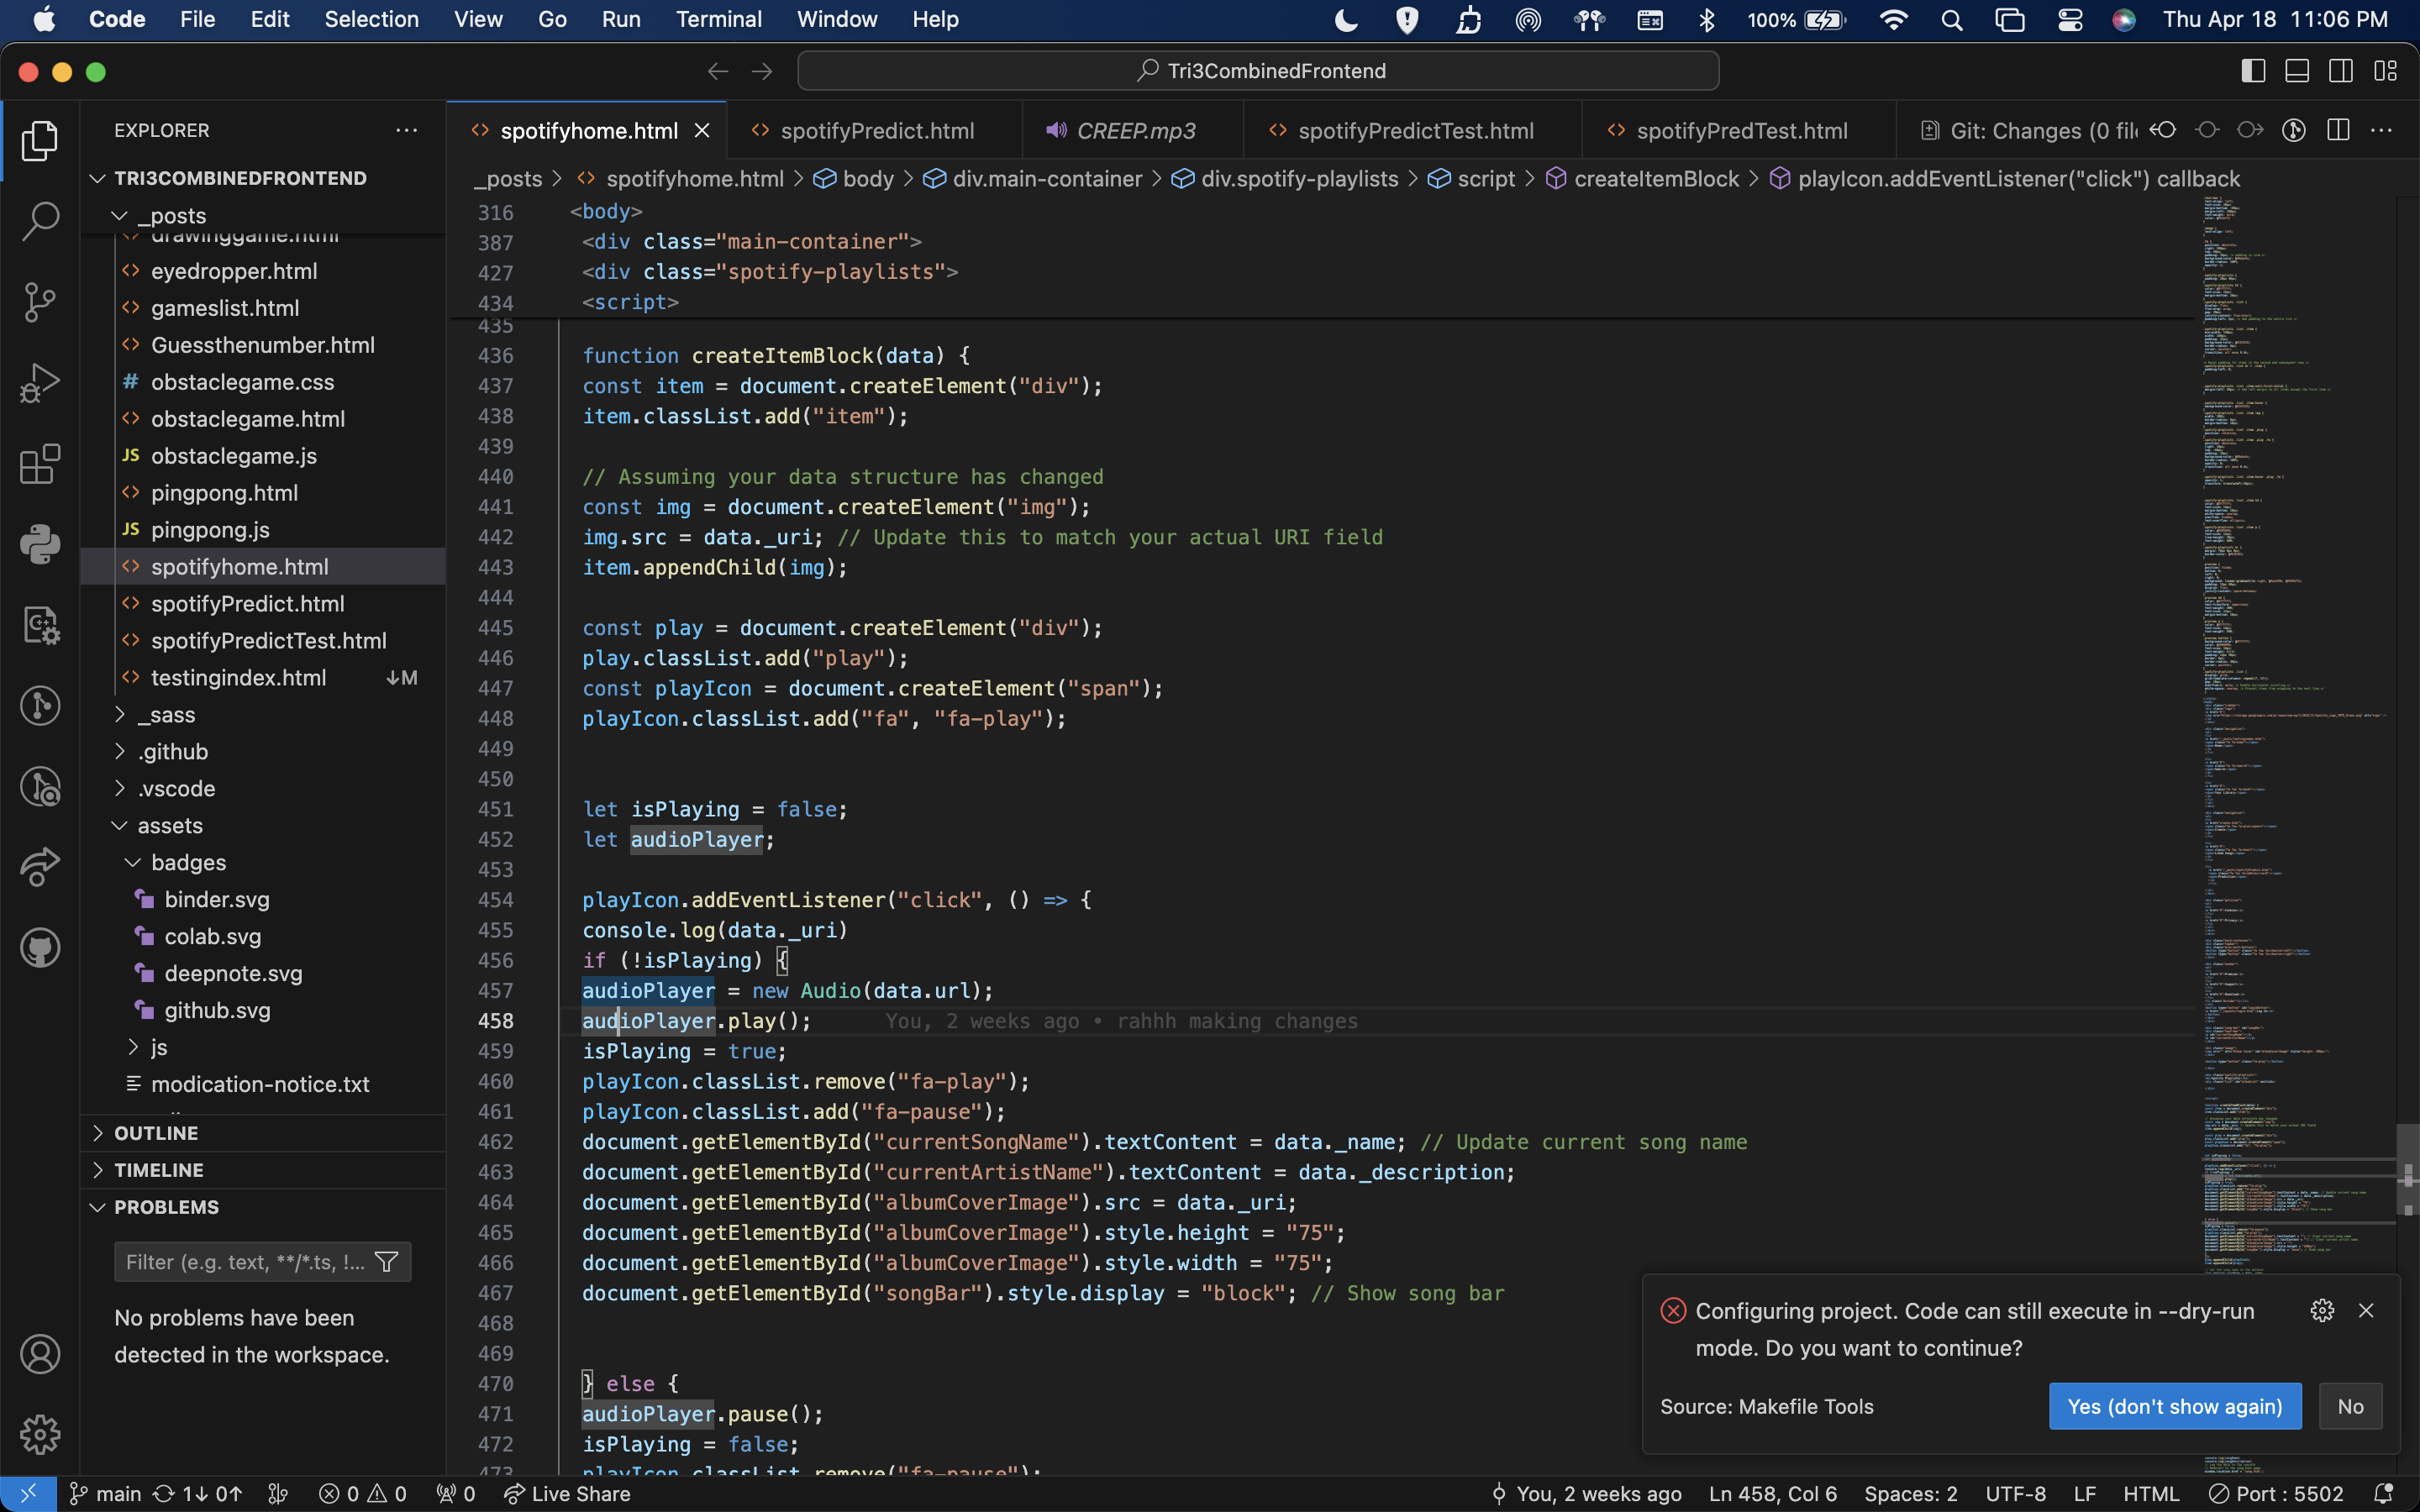 Code File Edit Selection View Go Run Terminal Window Help 100% Thu Apr 18 11:06 PM
Tri3CombinedFrontend
EXPLORER
TRI3COMBINEDFRONTEND
_posts
drawinggame.html
eyedropper.html
gameslist.html
Guessthenumber.html
# obstaclegame.css
obstaclegame.html
JS obstaclegame.js
pingpong.html
JS pingpong.js
spotifyhome.html
spotifyPredict.html
spotifyPredictTest.html
testingindex.html ↓M
_sass
.github
.vscode
assets
badges
binder.svg
colab.svg
deepnote.svg
github.svg
js
modication-notice.txt
OUTLINE
TIMELINE
PROBLEMS
Filter (e.g. text, **/*.ts, !...
No problems have been
detected in the workspace.
spotifyhome.html spotifyPredict.html CREEP.mp3 spotifyPredictTest.html spotifyPredTest.html Git: Changes (0 fil
_posts > spotifyhome.html > body > div.main-container > div.spotify-playlists > script > createItemBlock > playIcon.addEventListener("click") callback
316 <body>
387 <div class="main-container">
427 <div class="spotify-playlists">
434 <script>
435
436 function createItemBlock(data) {
437 const item = document.createElement("div");
438 item.classList.add("item");
439
440 // Assuming your data structure has changed
441 const img = document.createElement("img");
442 img.src = data._uri; // Update this to match your actual URI field
443 item.appendChild(img);
444
445 const play = document.createElement("div");
446 play.classList.add("play");
447 const playIcon = document.createElement("span");
448 playIcon.classList.add("fa", "fa-play");
449
450
451 let isPlaying = false;
452 let audioPlayer;
453
454 playIcon.addEventListener("click", () => {
455 console.log(data._uri)
456 if (!isPlaying) {
457 audioPlayer = new Audio(data.url);
458 audioPlayer.play(); You, 2 weeks ago • rahhh making changes
459 isPlaying = true;
460 playIcon.classList.remove("fa-play");
461 playIcon.classList.add("fa-pause");
462 document.getElementById("currentSongName").textContent = data._name; // Update current song name
463 document.getElementById("currentArtistName").textContent = data._description;
464 document.getElementById("albumCoverImage").src = data._uri;
465 document.getElementById("albumCoverImage").style.height = "75";
466 document.getElementById("albumCoverImage").style.width = "75";
467 document.getElementById("songBar").style.display = "block"; // Show song bar
468
469
470 } else {
471 audioPlayer.pause();
472 isPlaying = false;
473 playIcon.classList.remove("fa-pause");
Configuring project. Code can still execute in --dry-run
mode. Do you want to continue?
Source: Makefile Tools Yes (don't show again) No
main 1↓ 0↑ 0 0 0 Live Share You, 2 weeks ago Ln 458, Col 6 Spaces: 2 UTF-8 LF HTML Port : 5502